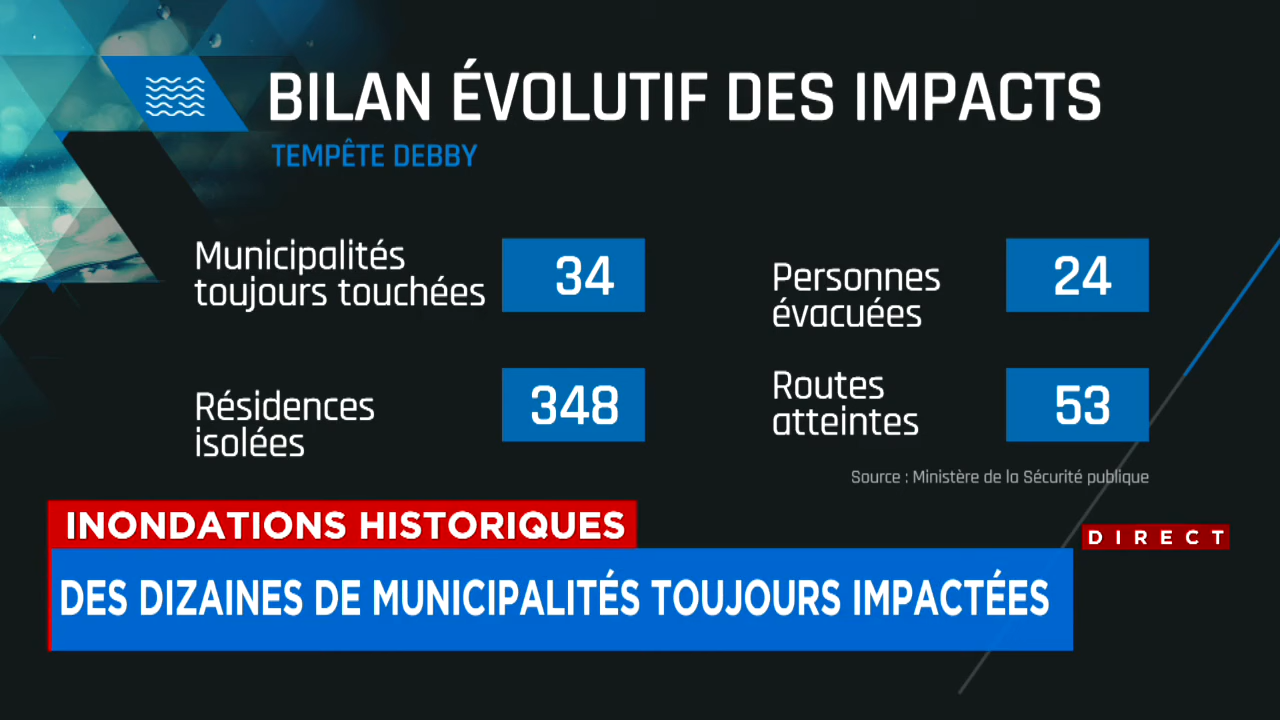 BILAN ÉVOLUTIF DES IMPACTS
TEMPÊTE DEBBY
Municipalités
toujours touchées
34
Personnes
évacuées
24
Résidences
isolées
348
Routes
atteintes
53
Source : Ministère de la Sécurité publique
INONDATIONS HISTORIQUES
DIRECT
DES DIZAINES DE MUNICIPALITÉS TOUJOURS IMPACTÉES